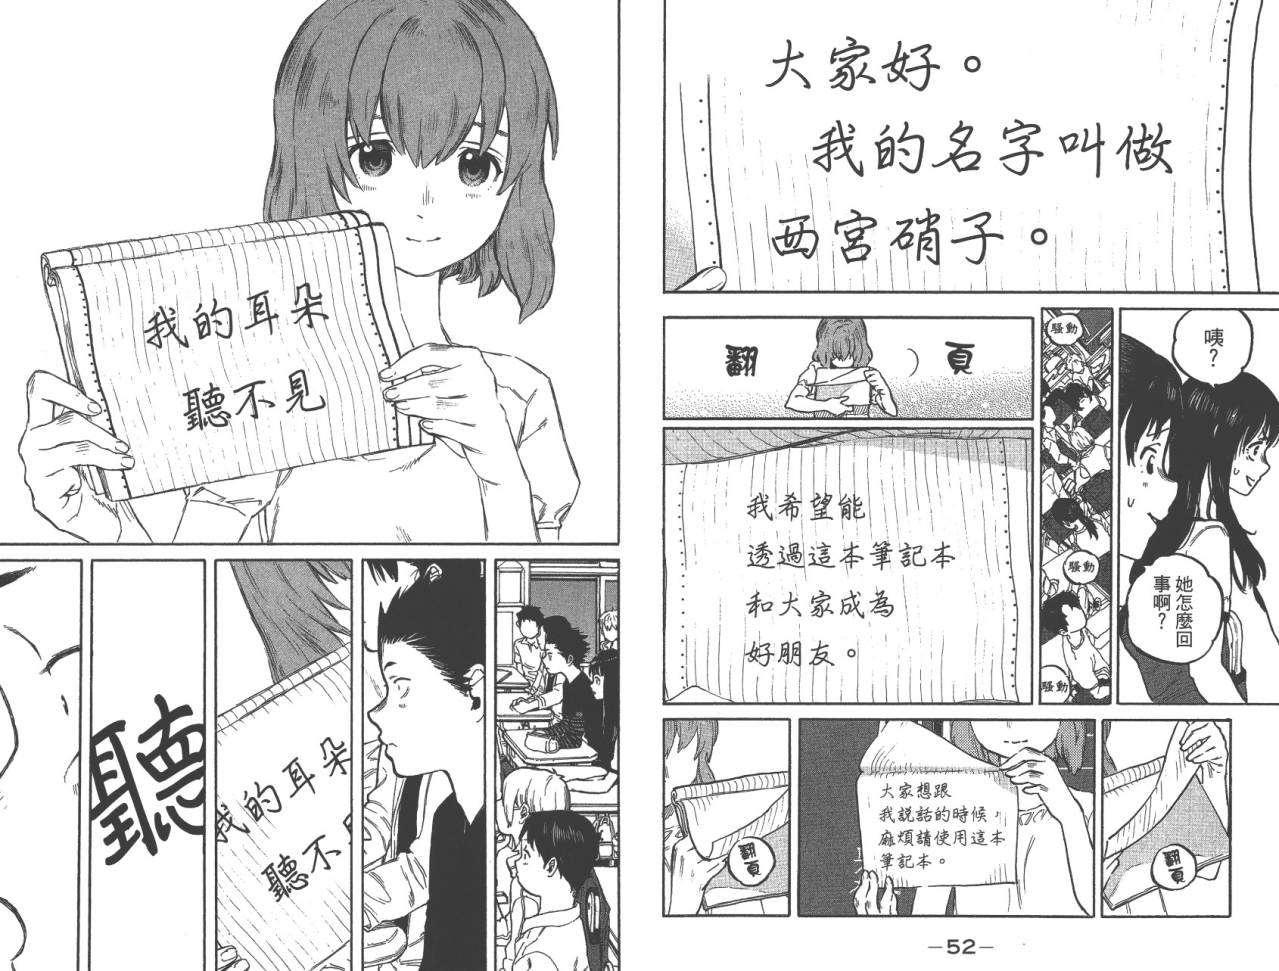 大家好。
我的名字叫做
西宮硝子。
咦？
她怎麼回
事啊？
騷動
騷動
騷動
翻
頁
我希望能
透過這本筆記本
和大家成為
好朋友。
翻
頁
大家想跟
我說話的時候，
麻煩請使用這本
筆記本。
翻
頁
—52—
我的耳朵
聽不見
我的耳朵
聽不見
聽